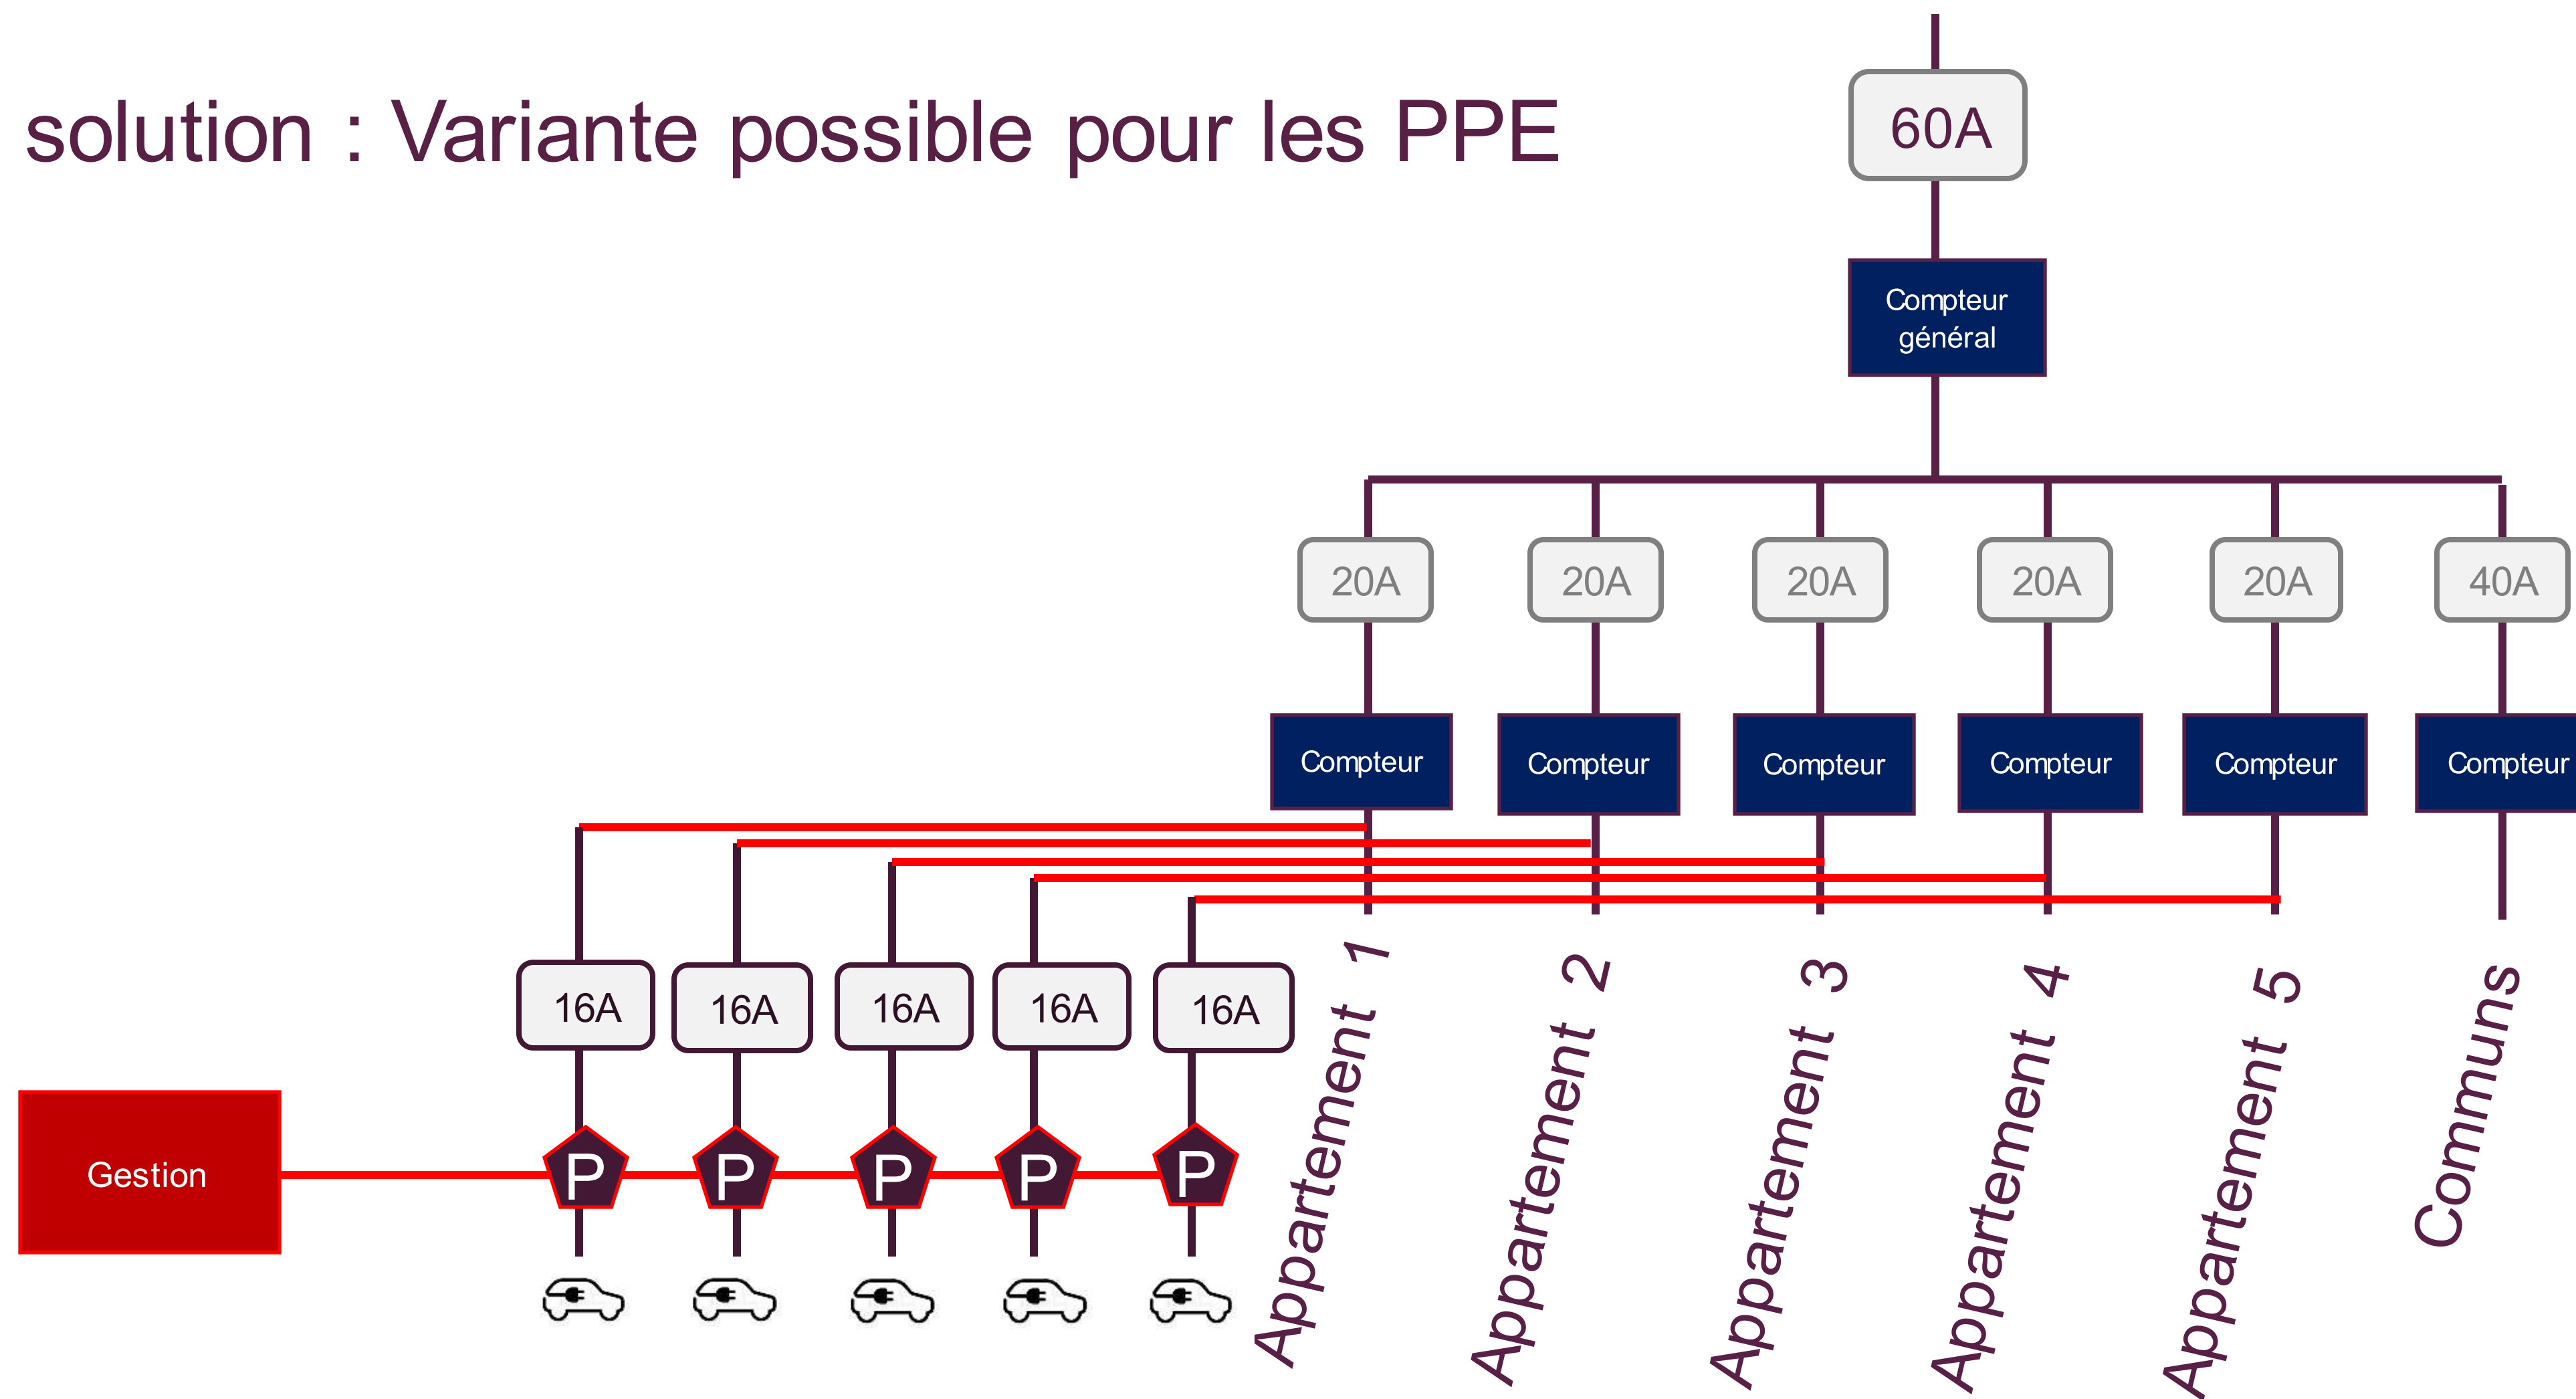 solution : Variante possible pour les PPE
60A
Compteur
général
20A
20A
20A
20A
20A
40A
Compteur
Compteur
Compteur
Compteur
Compteur
Compteur
16A
16A
16A
16A
16A
Gestion
P
P
P
P
P
Appartement 1
Appartement 2
Appartement 3
Appartement 4
Appartement 5
Communs